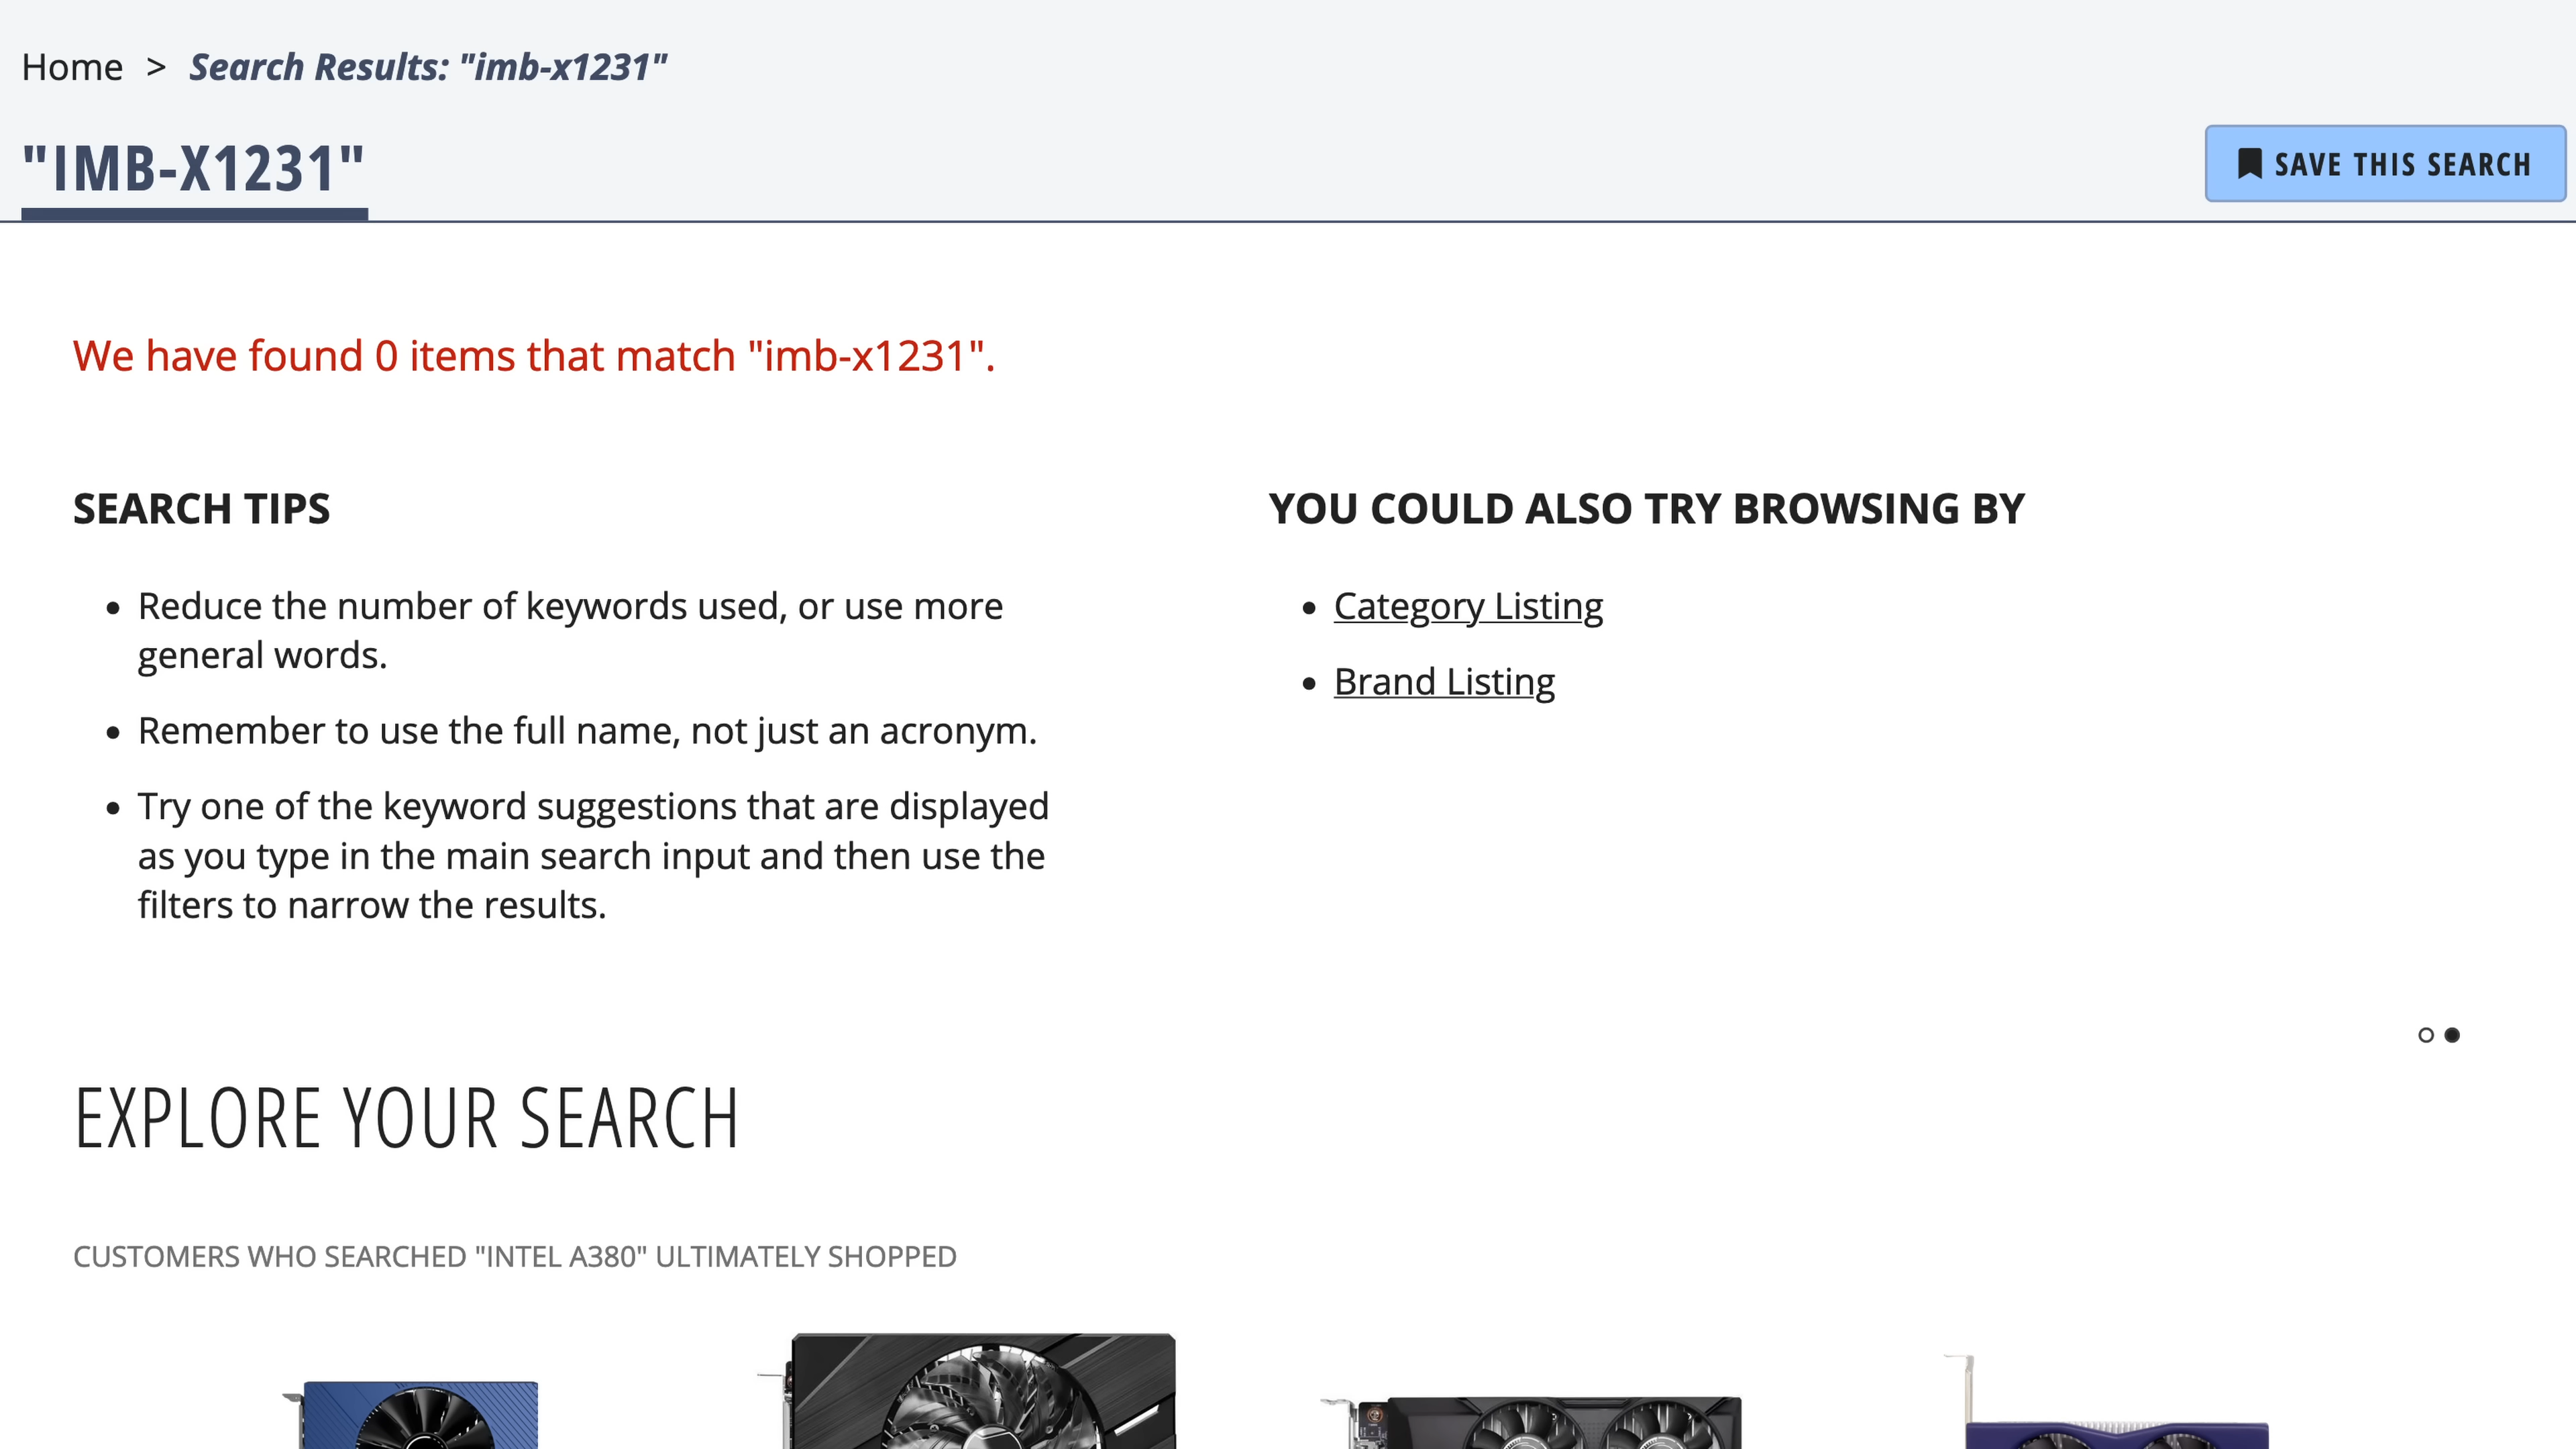 Home > Search Results: "imb-x1231"
"IMB-X1231"
SAVE THIS SEARCH
We have found 0 items that match "imb-x1231".
SEARCH TIPS
Reduce the number of keywords used, or use more
general words.
Remember to use the full name, not just an acronym.
Try one of the keyword suggestions that are displayed
as you type in the main search input and then use the
filters to narrow the results.
YOU COULD ALSO TRY BROWSING BY
Category Listing
Brand Listing
EXPLORE YOUR SEARCH
CUSTOMERS WHO SEARCHED "INTEL A380" ULTIMATELY SHOPPED